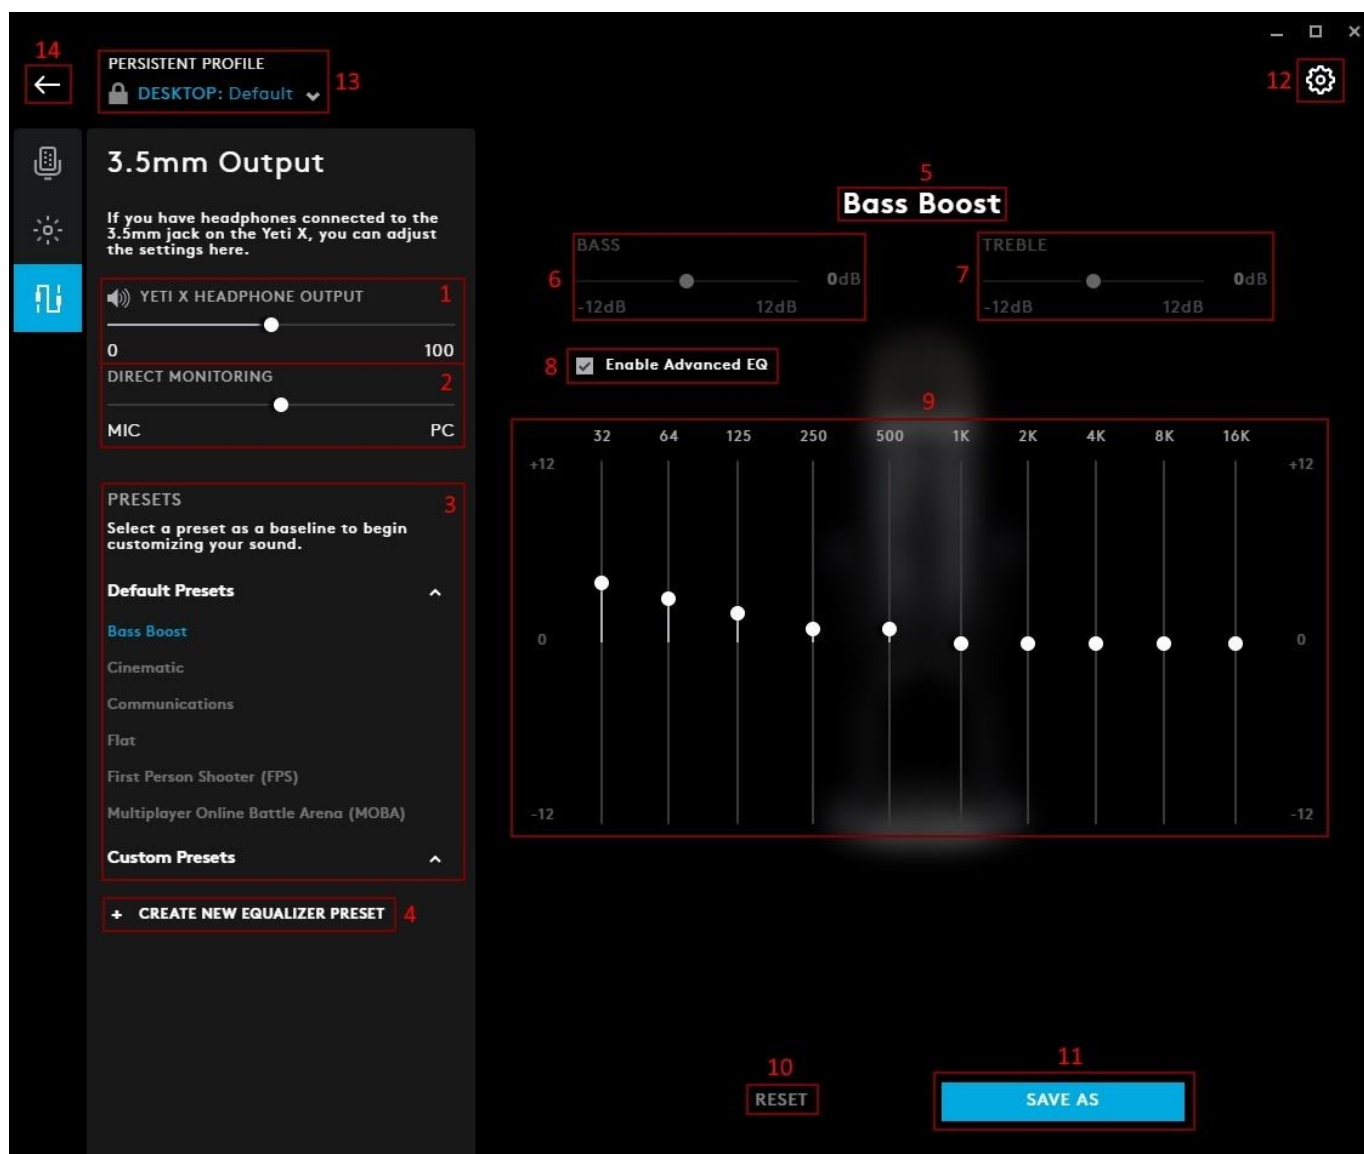 14
PERSISTENT PROFILE
DESKTOP: Default
13
12
3.5mm Output
If you have headphones connected to the
3.5mm jack on the Yeti X, you can adjust
the settings here.
YETI X HEADPHONE OUTPUT
1
0
100
DIRECT MONITORING
2
MIC
PC
PRESETS
3
Select a preset as a baseline to begin
customizing your sound.
Default Presets
Bass Boost
Cinematic
Communications
Flat
First Person Shooter (FPS)
Multiplayer Online Battle Arena (MOBA)
Custom Presets
+ CREATE NEW EQUALIZER PRESET
4
5
Bass Boost
6
BASS
0dB
-12dB
12dB
7
TREBLE
0dB
-12dB
12dB
8
Enable Advanced EQ
9
32 64 125 250 500 1K 2K 4K 8K 16K
+12 +12
0 0
-12 -12
10
RESET
11
SAVE AS